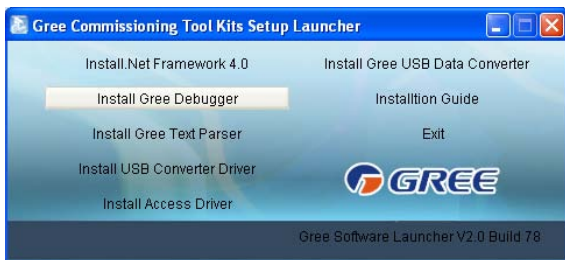 Gree Commissioning Tool Kits Setup Launcher
Install.Net Framework 4.0
Install Gree USB Data Converter
Install Gree Debugger
Installtion Guide
Install Gree Text Parser
Exit
Install USB Converter Driver
GREE
Install Access Driver
Gree Software Launcher V2.0 Build 78